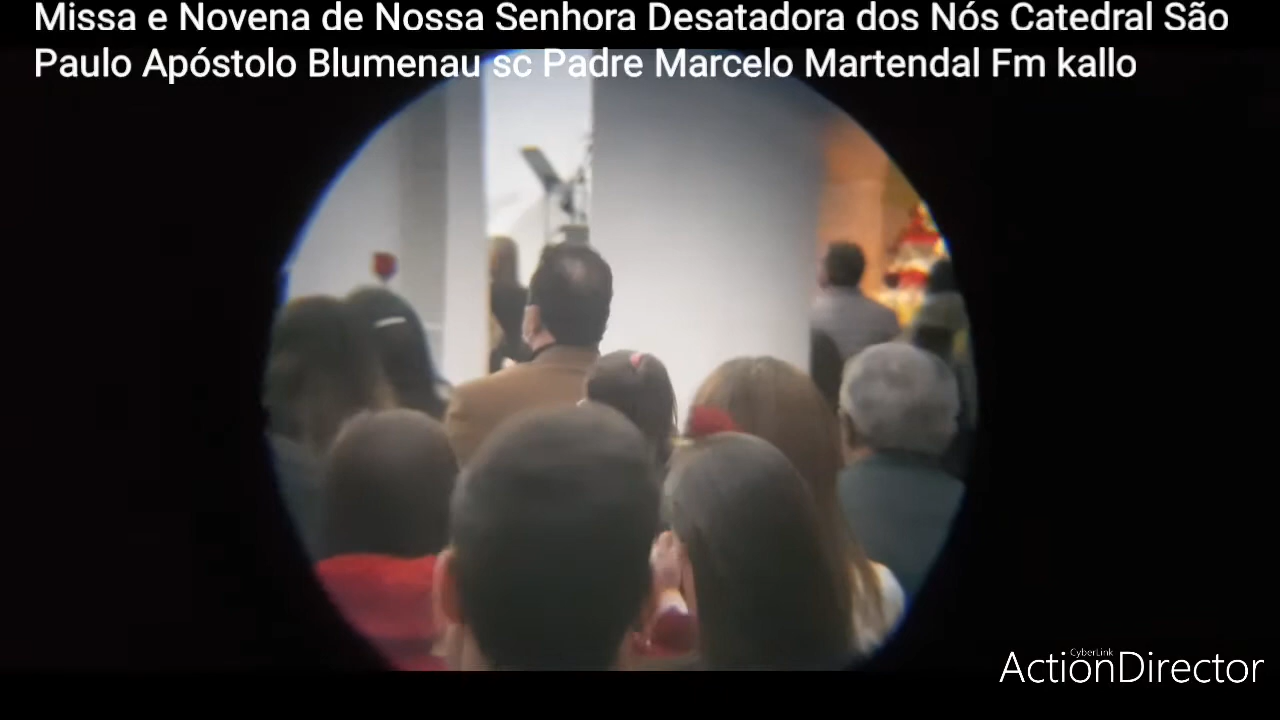 Missa e Novena de Nossa Senhora Desatadora dos Nós Catedral São
Paulo Apóstolo Blumenau sc Padre Marcelo Martendal Fm kallo
CyberLink
ActionDirector